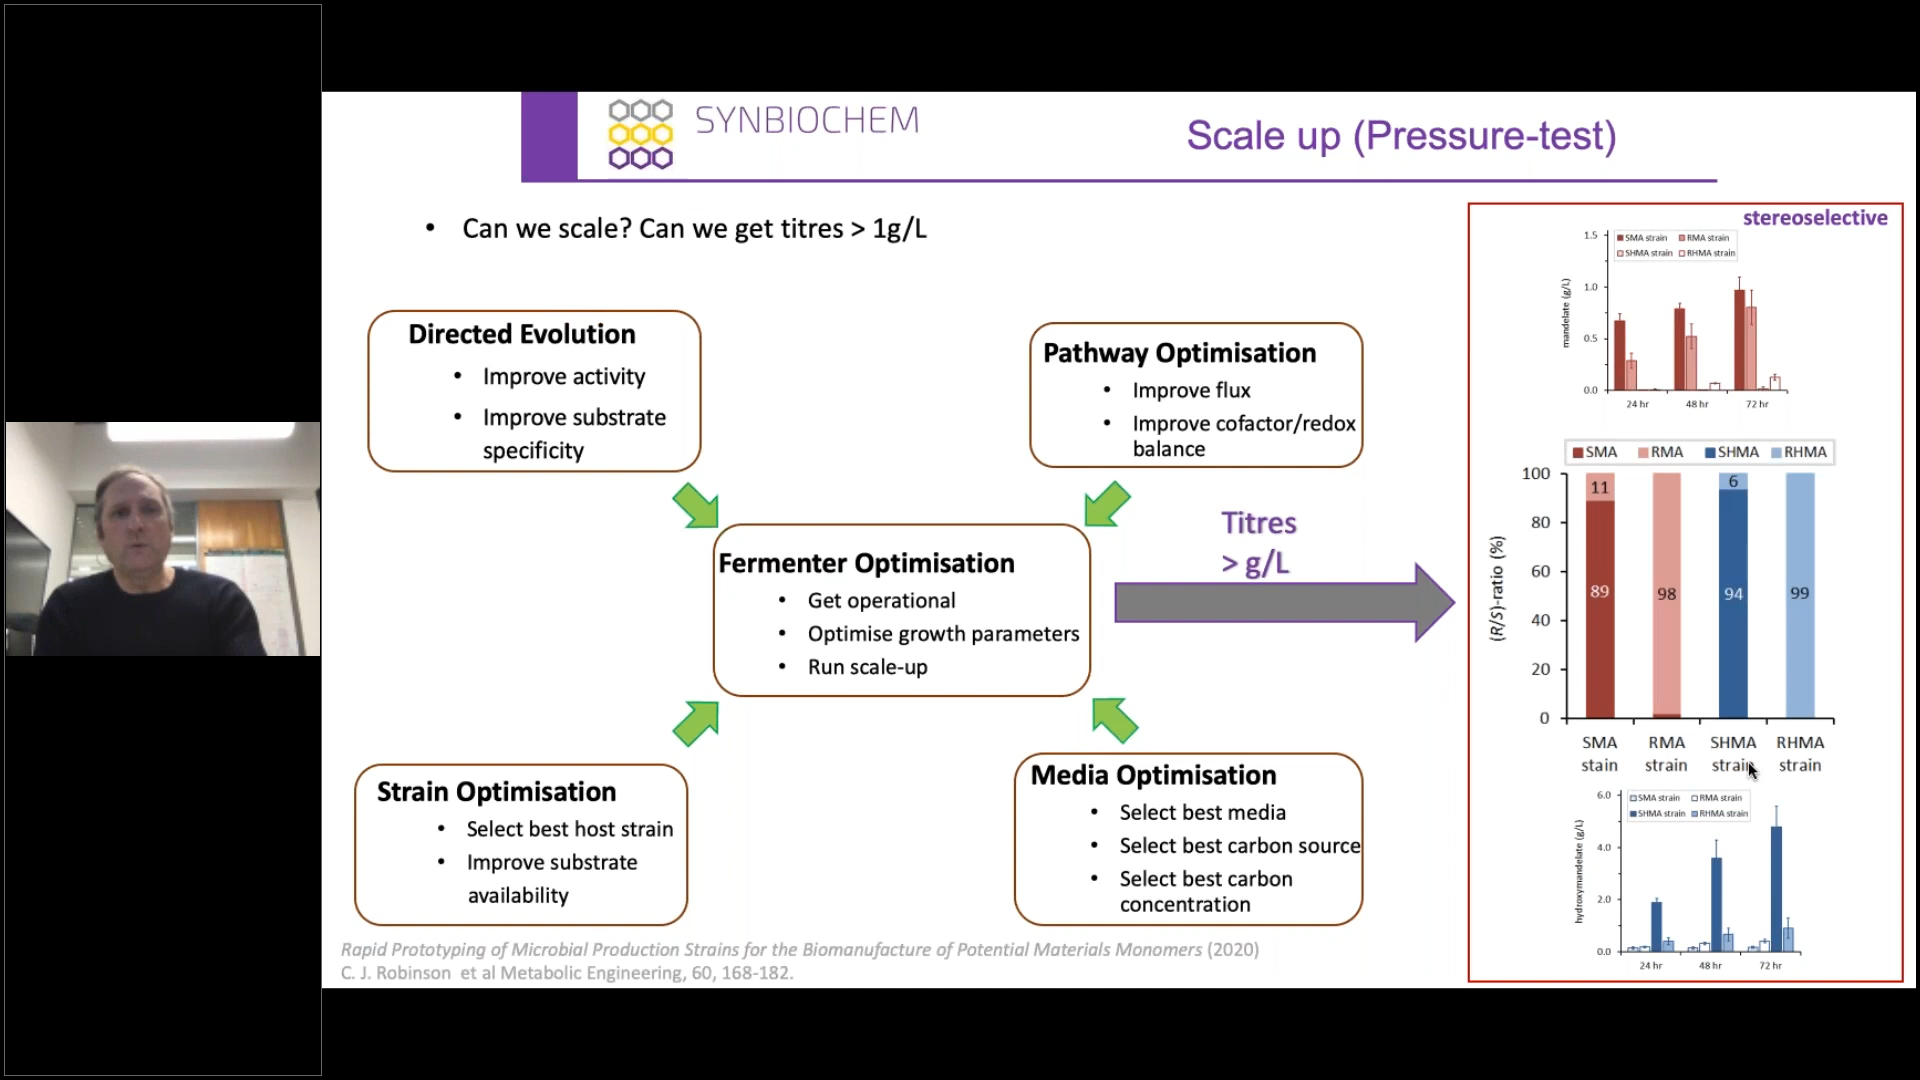 SYNBIOCHEM
Scale up (Pressure-test)
• Can we scale? Can we get titres > 1g/L
Directed Evolution
• Improve activity
• Improve substrate
specificity
Pathway Optimisation
• Improve flux
• Improve cofactor/redox
balance
Fermenter Optimisation
• Get operational
• Optimise growth parameters
• Run scale-up
Titres
> g/L
Strain Optimisation
• Select best host strain
• Improve substrate
availability
Media Optimisation
• Select best media
• Select best carbon source
• Select best carbon
concentration
Rapid Prototyping of Microbial Production Strains for the Biomanufacture of Potential Materials Monomers (2020)
C. J. Robinson et al Metabolic Engineering, 60, 168-182.
stereoselective
SMA strain RMA strain
SHMA strain RHMA strain
mandelate (g/L)
1.5
1.0
0.5
0.0
24 hr 48 hr 72 hr
SMA RMA SHMA RHMA
(R/S)-ratio (%)
100
80
60
40
20
0
11 6
89 98 94 99
SMA RMA SHMA RHMA
stain strain strain strain
SMA strain RMA strain
SHMA strain RHMA strain
hydroxymandelate (g/L)
6.0
4.0
2.0
0.0
24 hr 48 hr 72 hr